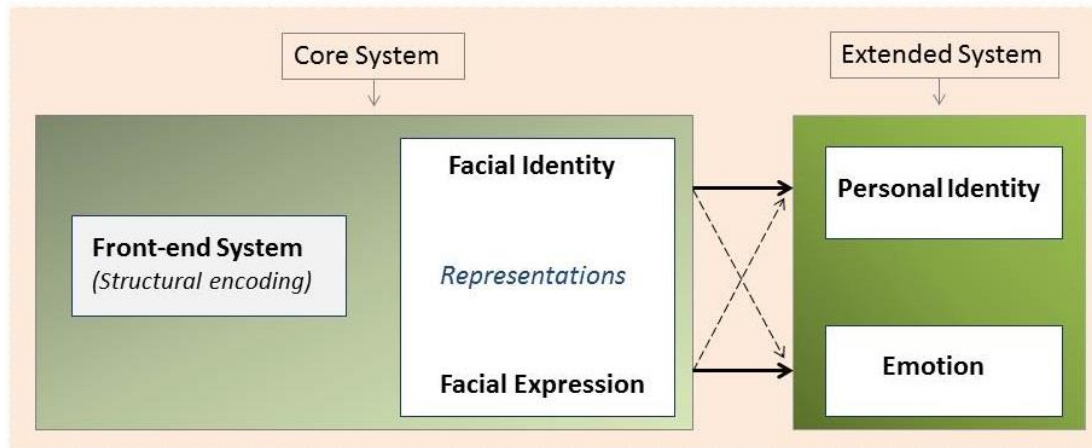 Core System
Extended System
Facial Identity
Personal Identity
Front-end System
(Structural encoding)
Representations
Emotion
Facial Expression